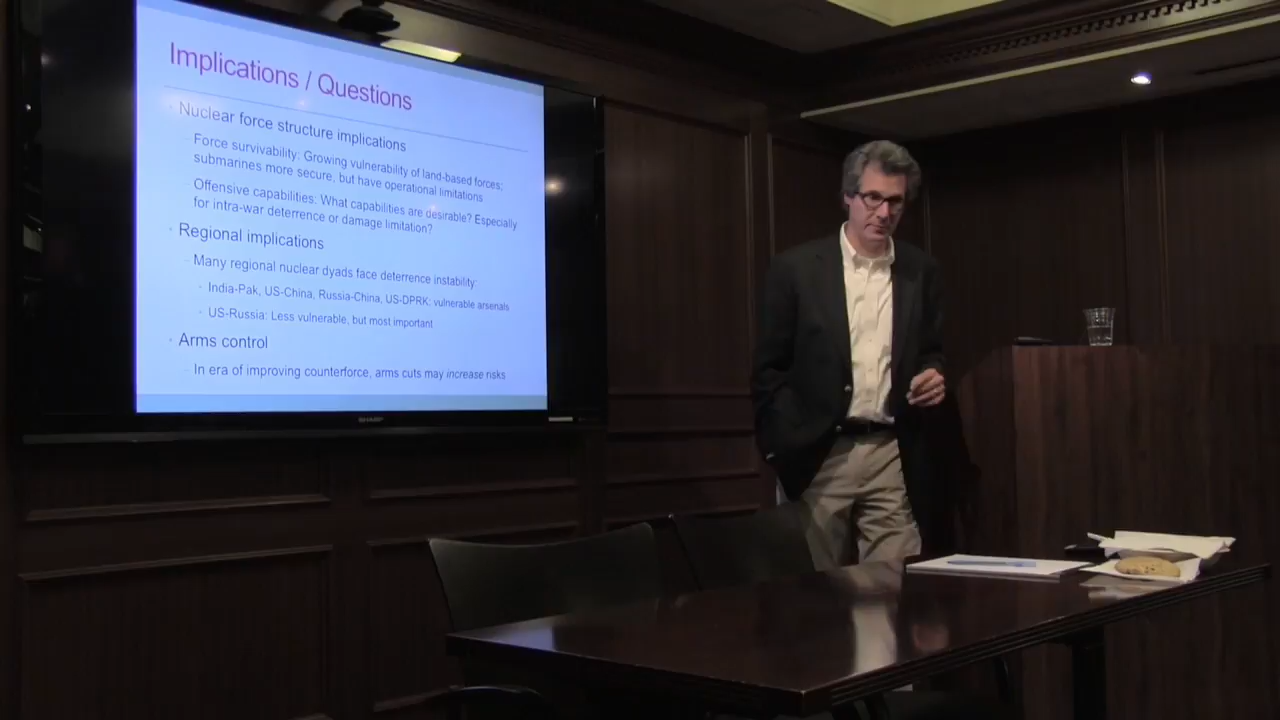 Implications / Questions
Nuclear force structure implications
Force survivability: Growing vulnerability of land-based forces;
submarines more secure, but have operational limitations
Offensive capabilities: What capabilities are desirable? Especially
for intra-war deterrence or damage limitation?
Regional implications
Many regional nuclear dyads face deterrence instability:
India-Pak, US-China, Russia-China, US-DPRK: vulnerable arsenals
US-Russia: Less vulnerable, but most important
Arms control
In era of improving counterforce, arms cuts may increase risks
SHARP